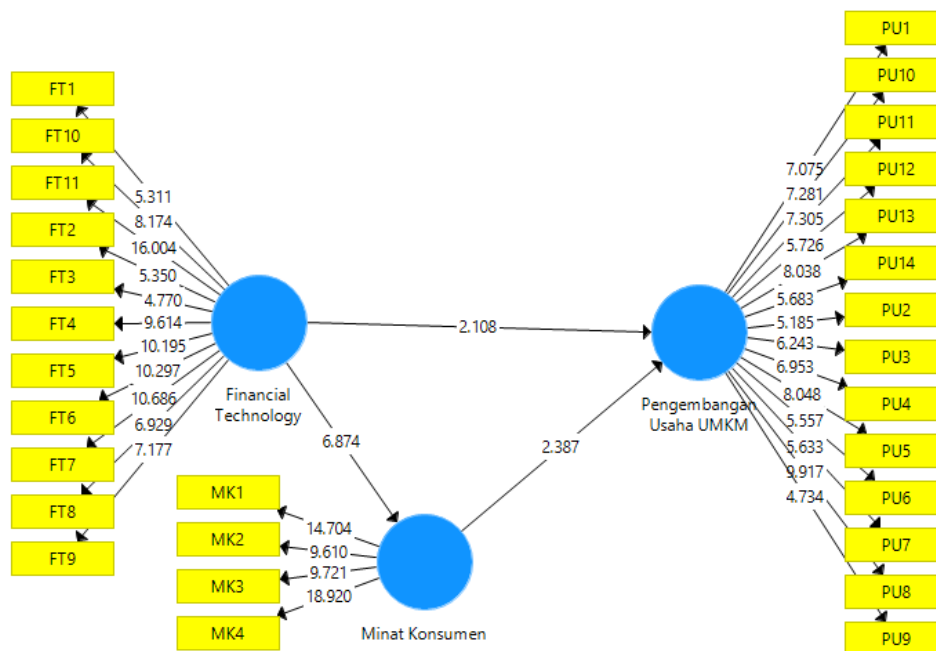 FT1
FT10
FT11
FT2
FT3
FT4
FT5
FT6
FT7
FT8
FT9
5.311
8.174
16.004
5.350
4.770
9.614
10.195
10.297
10.686
6.929
7.177
Financial
Technology
2.108
6.874
2.387
MK1
MK2
MK3
MK4
14.704
9.610
9.721
18.920
Minat Konsumen
Pengembangan
Usaha UMKM
7.075
7.281
7.305
5.726
8.038
5.683
5.185
6.243
6.953
8.048
5.557
5.633
9.917
4.734
PU1
PU10
PU11
PU12
PU13
PU14
PU2
PU3
PU4
PU5
PU6
PU7
PU8
PU9